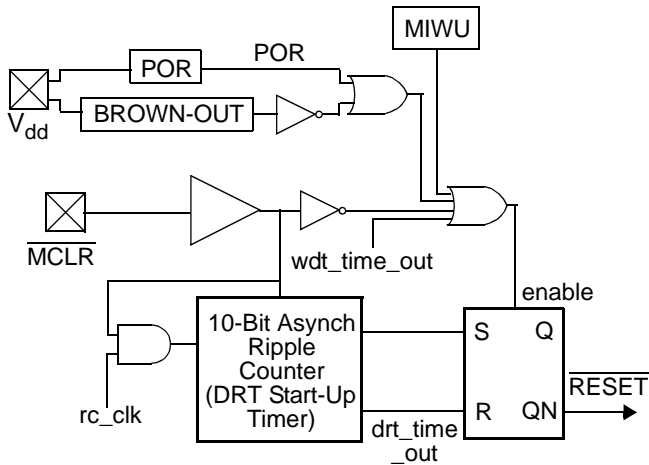 MIWU
POR
POR
BROWN-OUT
Vdd
MCLR
wdt_time_out
enable
10-Bit Asynch
Ripple
Counter
(DRT Start-Up
Timer)
S
Q
RESET
R
QN
rc_clk
drt_time
_out